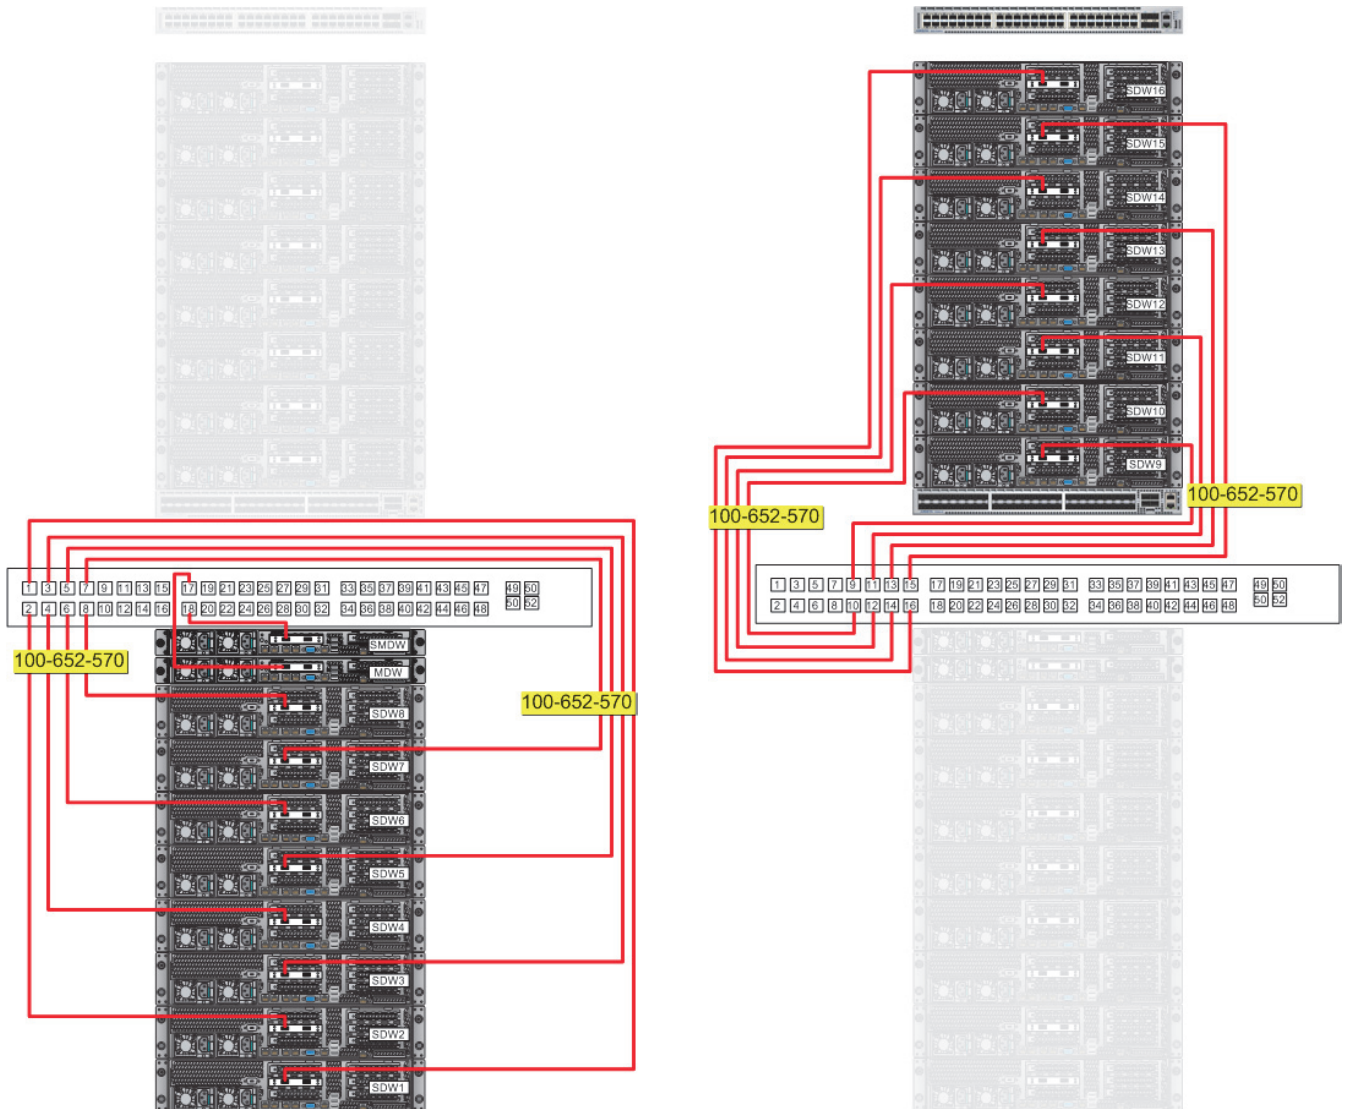 SDW16
SDW15
SDW14
SDW13
SDW12
SDW11
SDW10
SDW9
100-652-570
100-652-570
1 3 5 7 9 11 13 15 17 19 21 23 25 27 29 31 33 35 37 39 41 43 45 47 49 50
2 4 6 8 10 12 14 16 18 20 22 24 26 28 30 32 34 36 38 40 42 44 46 48 50 52
1 3 5 7 9 11 13 15 17 19 21 23 25 27 29 31 33 35 37 39 41 43 45 47 49 50
2 4 6 8 10 12 14 16 18 20 22 24 26 28 30 32 34 36 38 40 42 44 46 48 50 52
SMDW
100-652-570
MDW
100-652-570
SDW8
SDW7
SDW6
SDW5
SDW4
SDW3
SDW2
SDW1